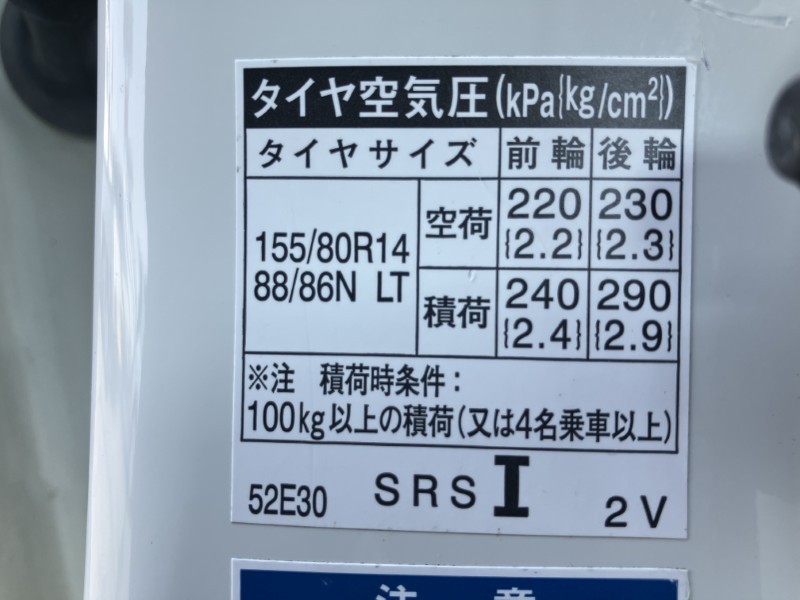 タイヤ空気圧(kPa{kg/cm²})
タイヤサイズ 前輪 後輪
155/80R14 88/86N LT
空荷 220 {2.2} 230 {2.3}
積荷 240 {2.4} 290 {2.9}
※注 積荷時条件:
100kg以上の積荷(又は4名乗車以上)
52E30 SRS I 2V
注意